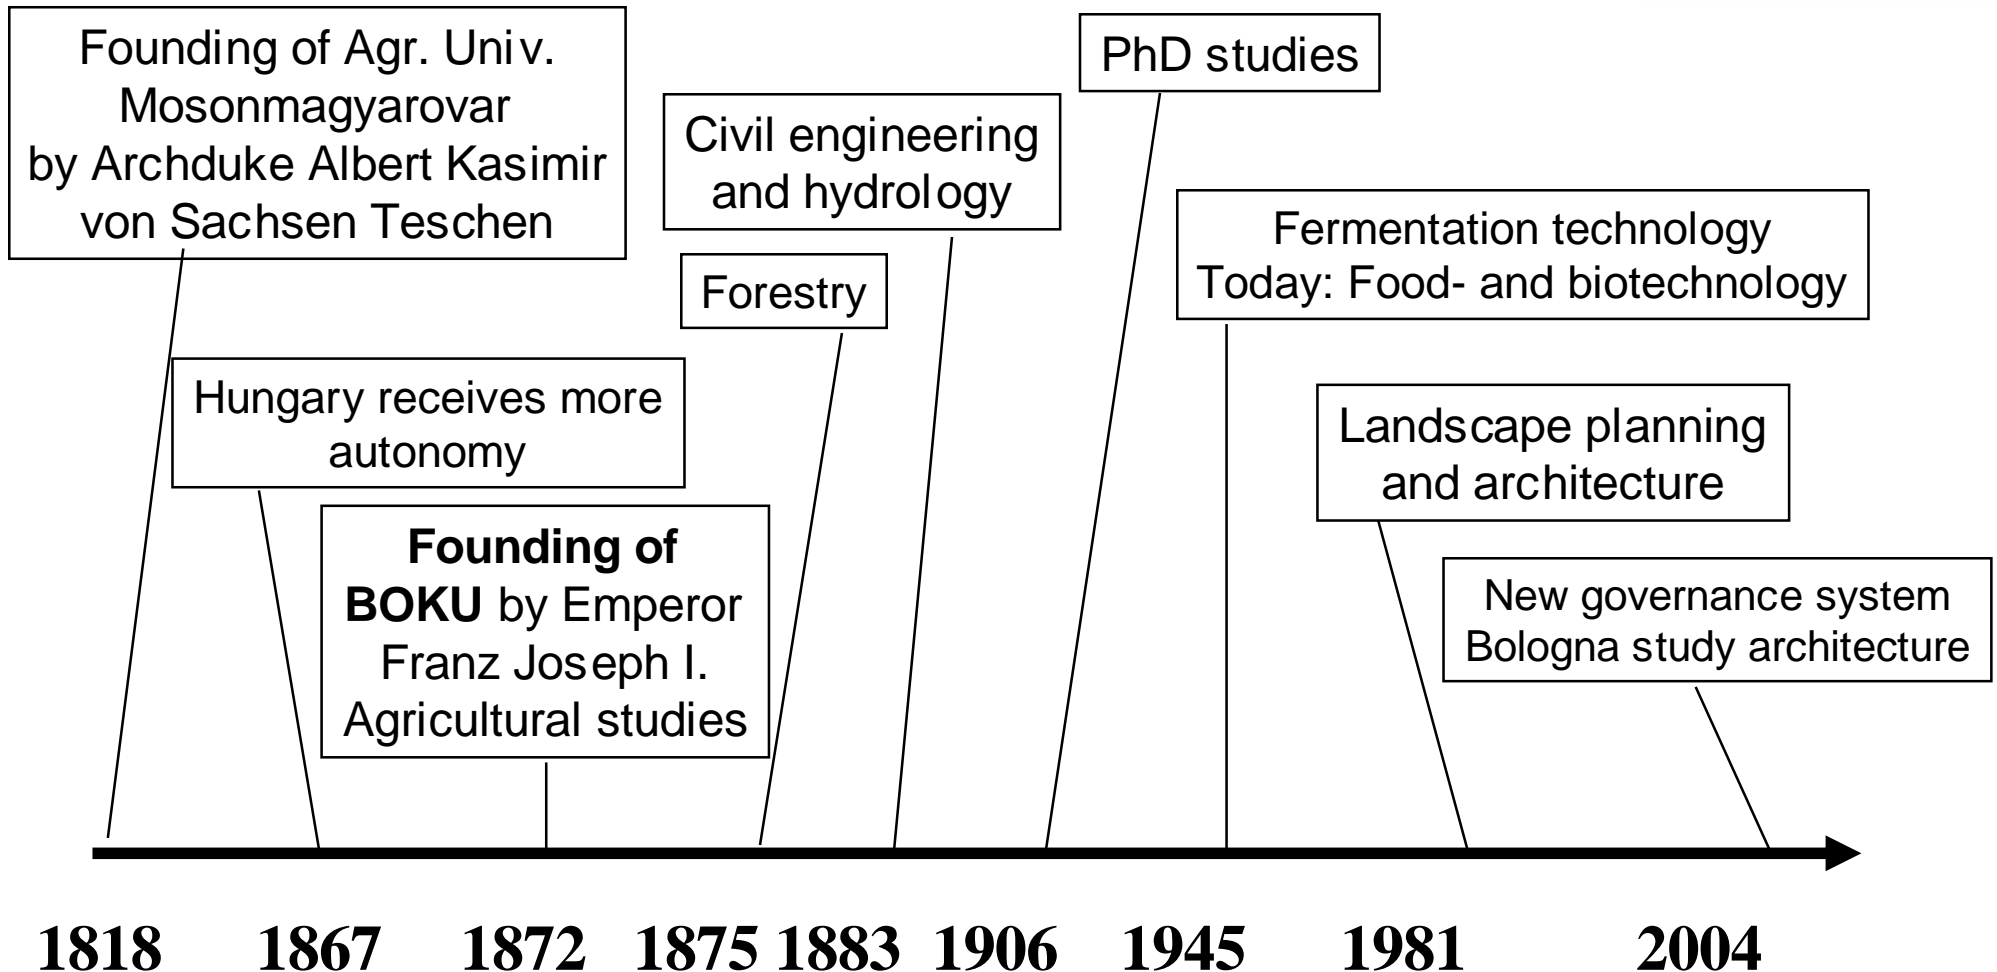 Founding of Agr. Univ.
Mosonmagyarovar
by Archduke Albert Kasimir
von Sachsen Teschen
Hungary receives more
autonomy
Founding of
BOKU by Emperor
Franz Joseph I.
Agricultural studies
Forestry
Civil engineering
and hydrology
PhD studies
Fermentation technology
Today: Food- and biotechnology
Landscape planning
and architecture
New governance system
Bologna study architecture
1818 1867 1872 1875 1883 1906 1945 1981 2004